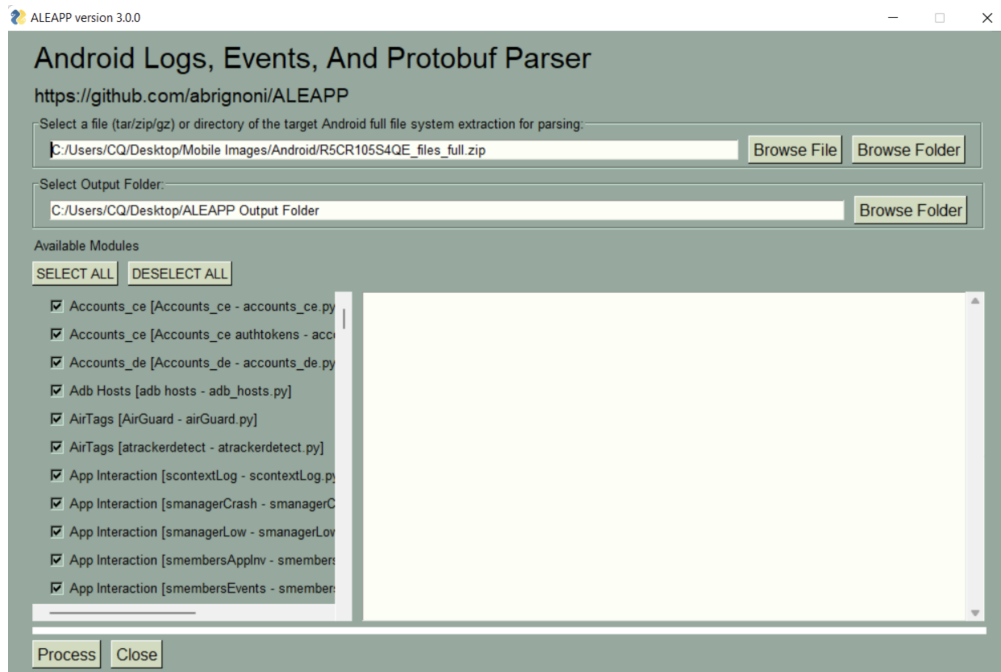 ALEAPP version 3.0.0
Android Logs, Events, And Protobuf Parser
https://github.com/abrignoni/ALEAPP
Select a file (tar/zip/gz) or directory of the target Android full file system extraction for parsing:
C:/Users/CQ/Desktop/Mobile Images/Android/R5CR105S4QE_files_full.zip
Browse File
Browse Folder
Select Output Folder:
C:/Users/CQ/Desktop/ALEAPP Output Folder
Browse Folder
Available Modules
SELECT ALL
DESELECT ALL
Accounts_ce [Accounts_ce - accounts_ce.py
Accounts_ce [Accounts_ce authtokens - acc
Accounts_de [Accounts_de - accounts_de.py
Adb Hosts [adb hosts - adb_hosts.py]
AirTags [AirGuard - airGuard.py]
AirTags [atrackerdetect - atrackerdetect.py]
App Interaction [scontextLog - scontextLog.py
App Interaction [smanagerCrash - smanagerC
App Interaction [smanagerLow - smanagerLow
App Interaction [smembersAppInv - smembers
App Interaction [smembersEvents - smember
Process
Close